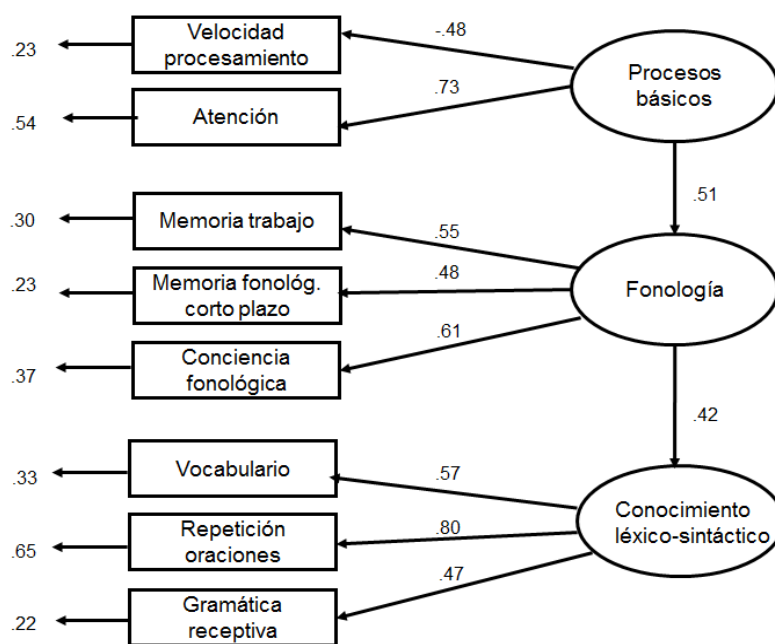 Velocidad
procesamiento
.23
-.48
Procesos
básicos
Atención
.54
.73
.51
Memoria trabajo
.30
.55
Memoria fonológ.
corto plazo
.23
.48
Fonología
Conciencia
fonológica
.37
.61
.42
Vocabulario
.33
.57
Conocimiento
léxico-sintáctico
Repetición
oraciones
.65
.80
Gramática
receptiva
.22
.47